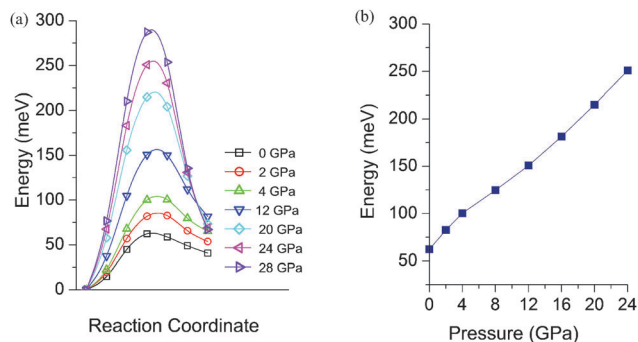 (a)
300
250
200
150
100
50
0
Energy (meV)
Reaction Coordinate
0 GPa
2 GPa
4 GPa
12 GPa
20 GPa
24 GPa
28 GPa
(b)
300
250
200
150
100
50
Energy (meV)
0 4 8 12 16 20 24
Pressure (GPa)